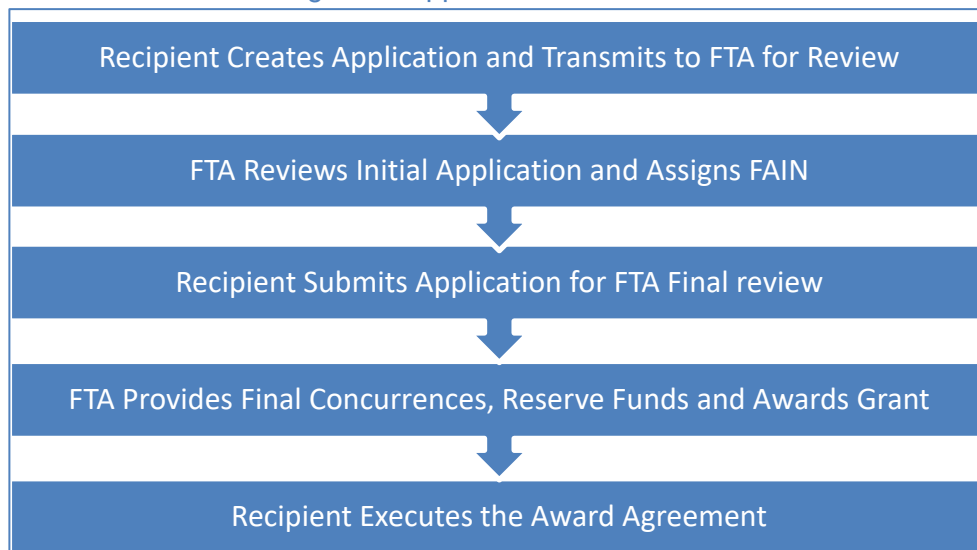 Recipient Creates Application and Transmits to FTA for Review
FTA Reviews Initial Application and Assigns FAIN
Recipient Submits Application for FTA Final review
FTA Provides Final Concurrences, Reserve Funds and Awards Grant
Recipient Executes the Award Agreement